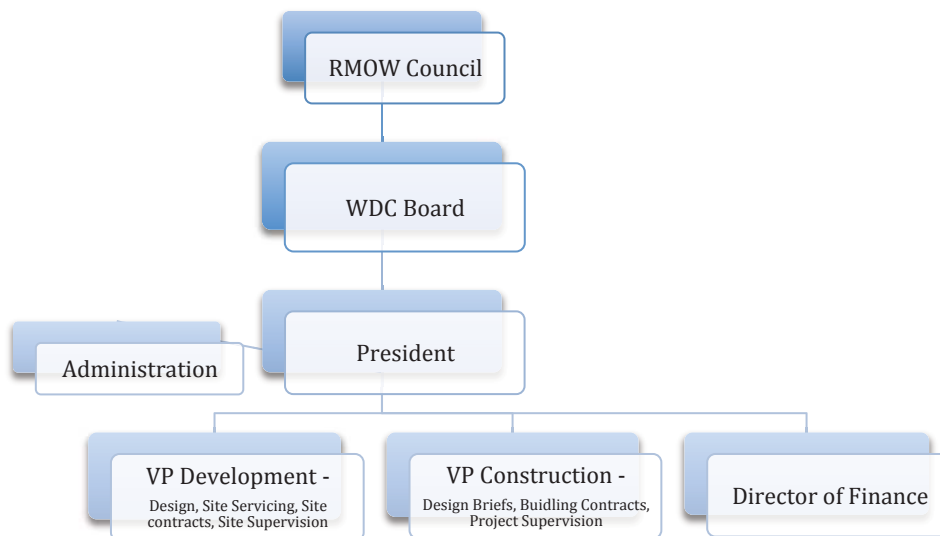 RMOW Council
WDC Board
President
Administration
VP Development -
Design, Site Servicing, Site
contracts, Site Supervision
VP Construction -
Design Briefs, Buidling Contracts,
Project Supervision
Director of Finance